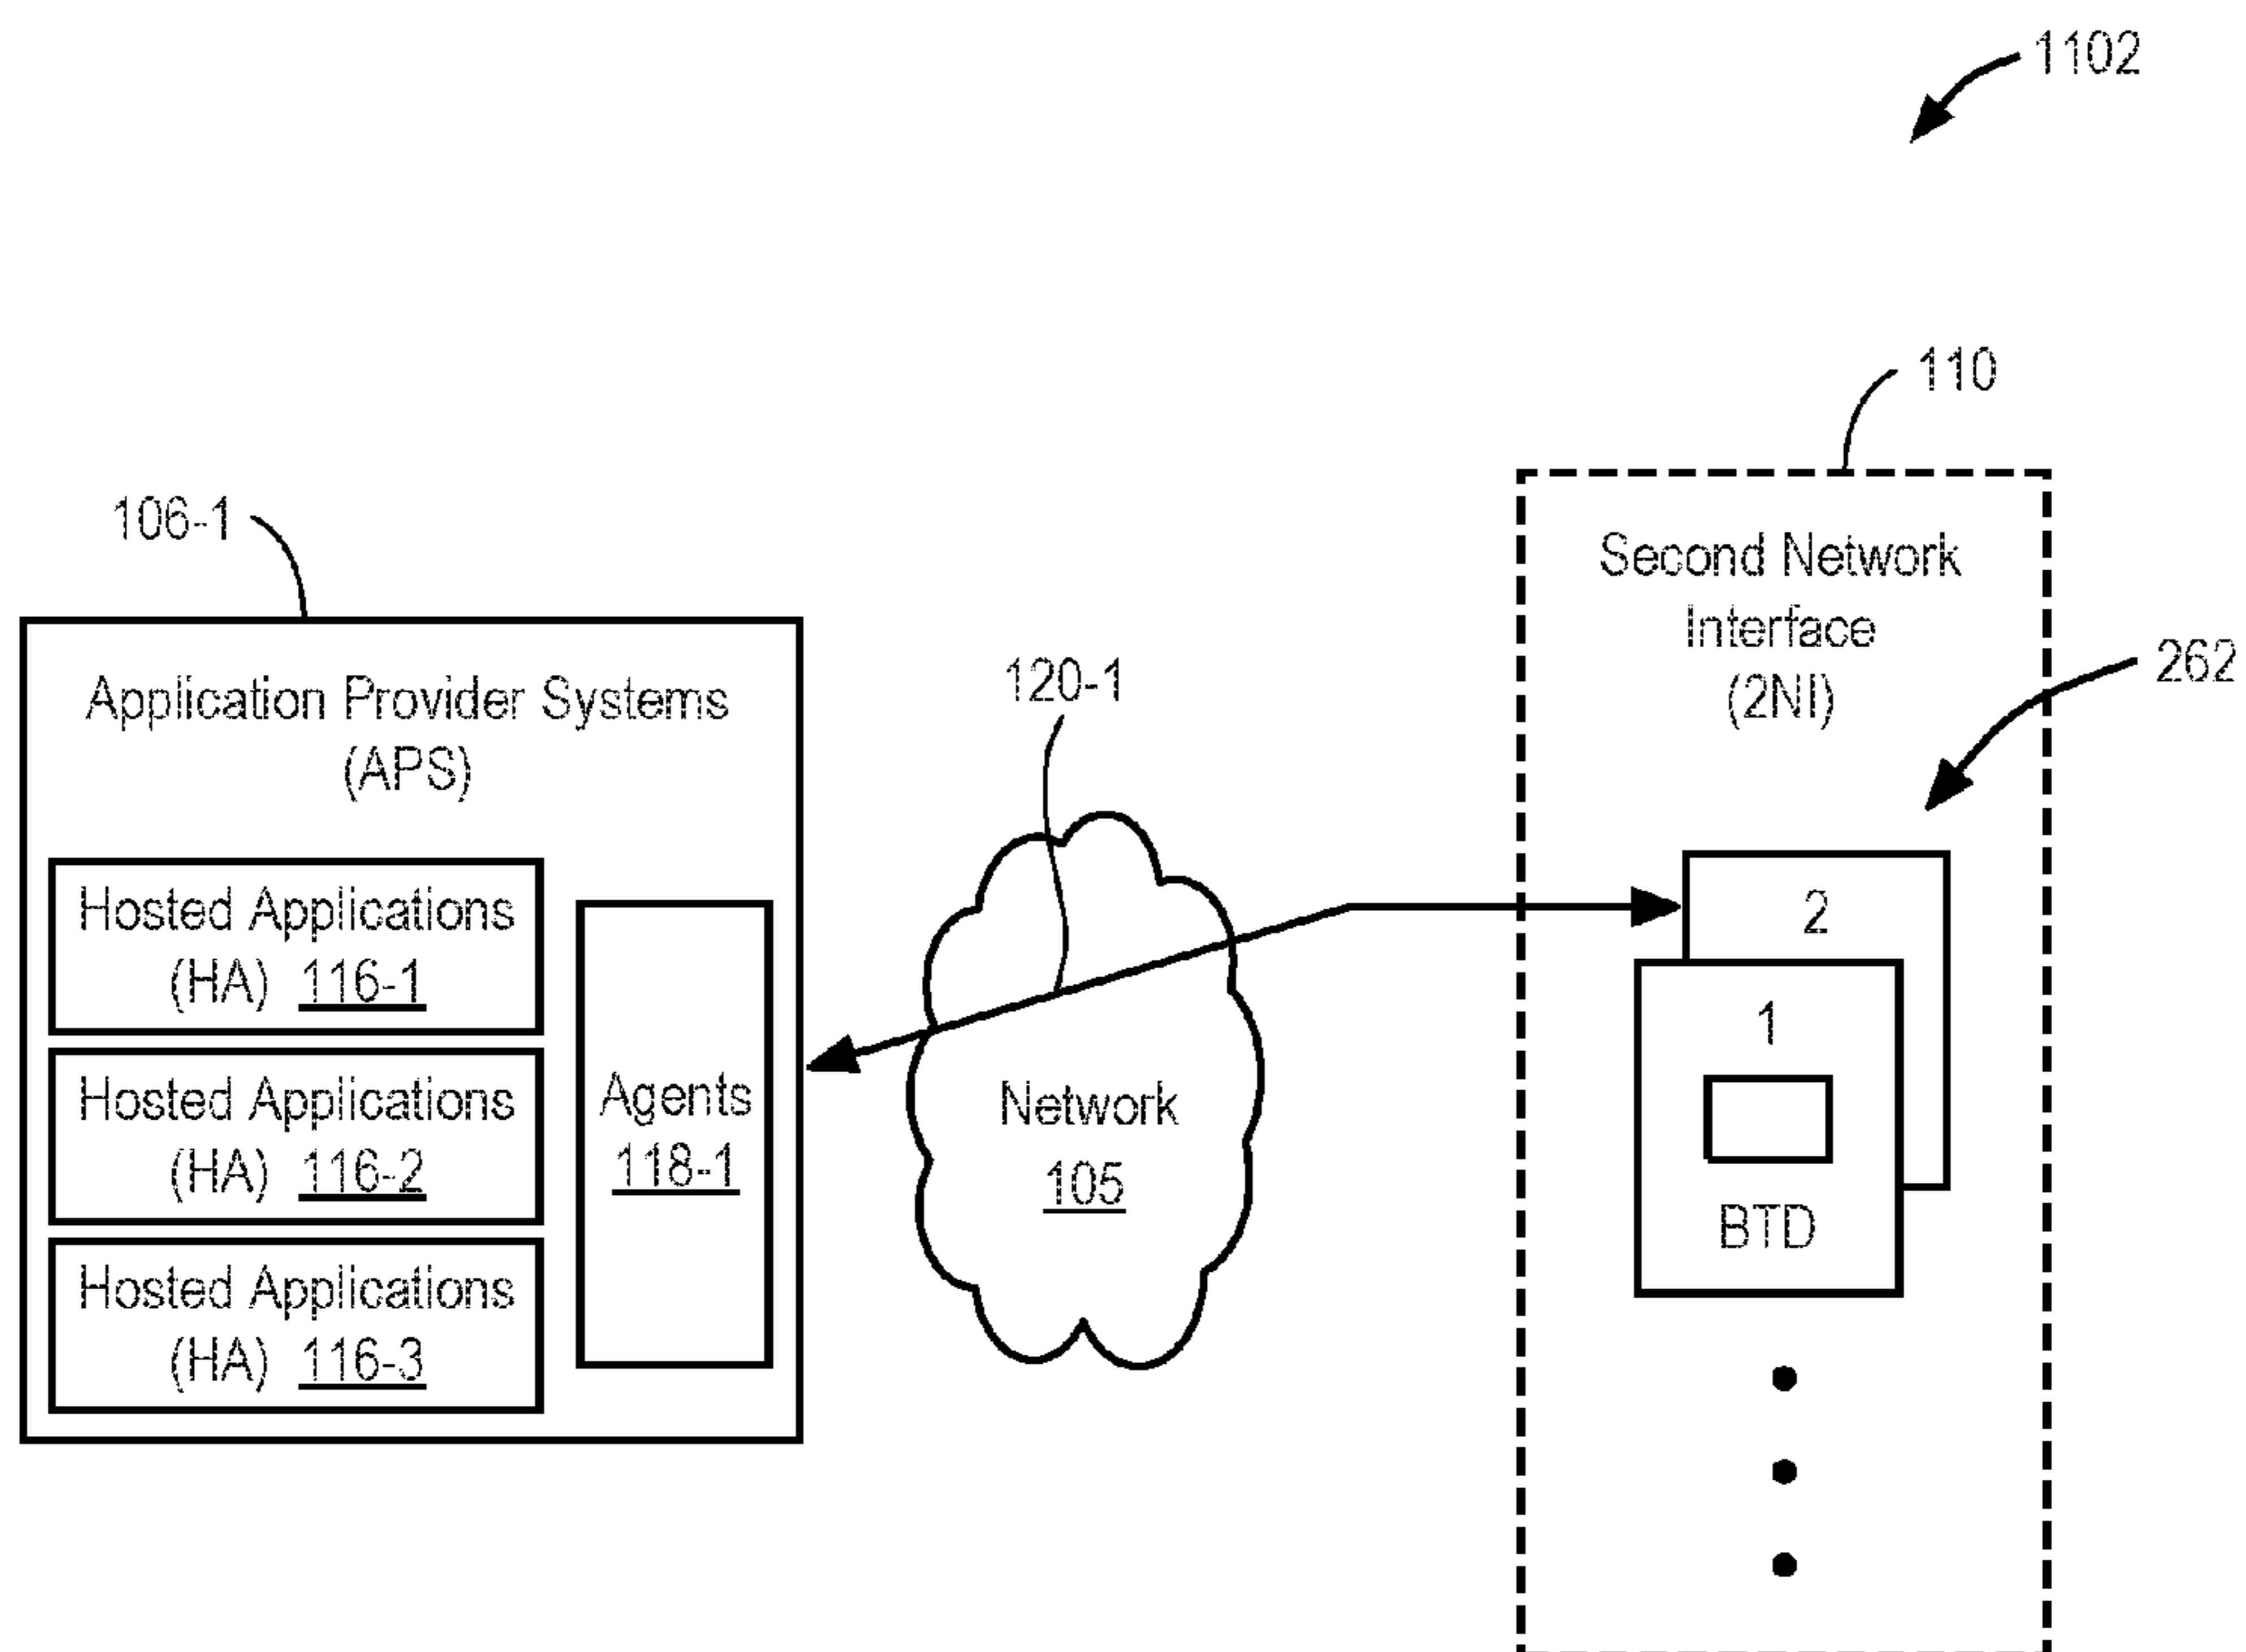 1102
110
106-1
Second Network
Interface
(2NI)
262
120-1
Application Provider Systems
(APS)
Hosted Applications
(HA) 116-1
Hosted Applications
(HA) 116-2
Hosted Applications
(HA) 116-3
Agents
118-1
Network
105
2
1
BTD